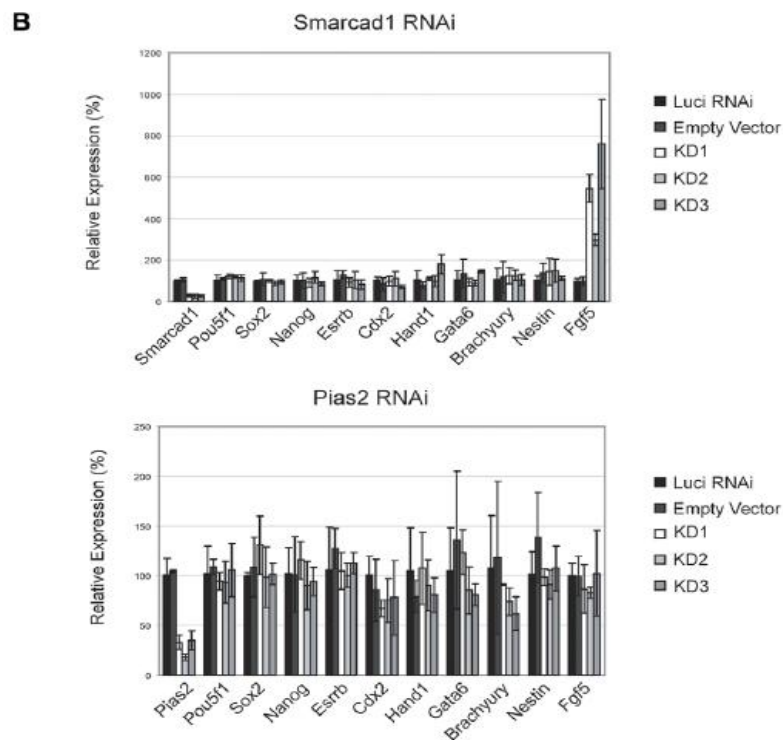 B
Smarcad1 RNAi
Relative Expression (%)
1200
1000
800
600
400
200
0
Smarcad1
Pou5f1
Sox2
Nanog
Esrrb
Cdx2
Hand1
Gata6
Brachyury
Nestin
Fgf5
Luci RNAi
Empty Vector
KD1
KD2
KD3
Pias2 RNAi
Relative Expression (%)
250
200
150
100
50
0
Pias2
Pou5f1
Sox2
Nanog
Esrrb
Cdx2
Hand1
Gata6
Brachyury
Nestin
Fgf5
Luci RNAi
Empty Vector
KD1
KD2
KD3